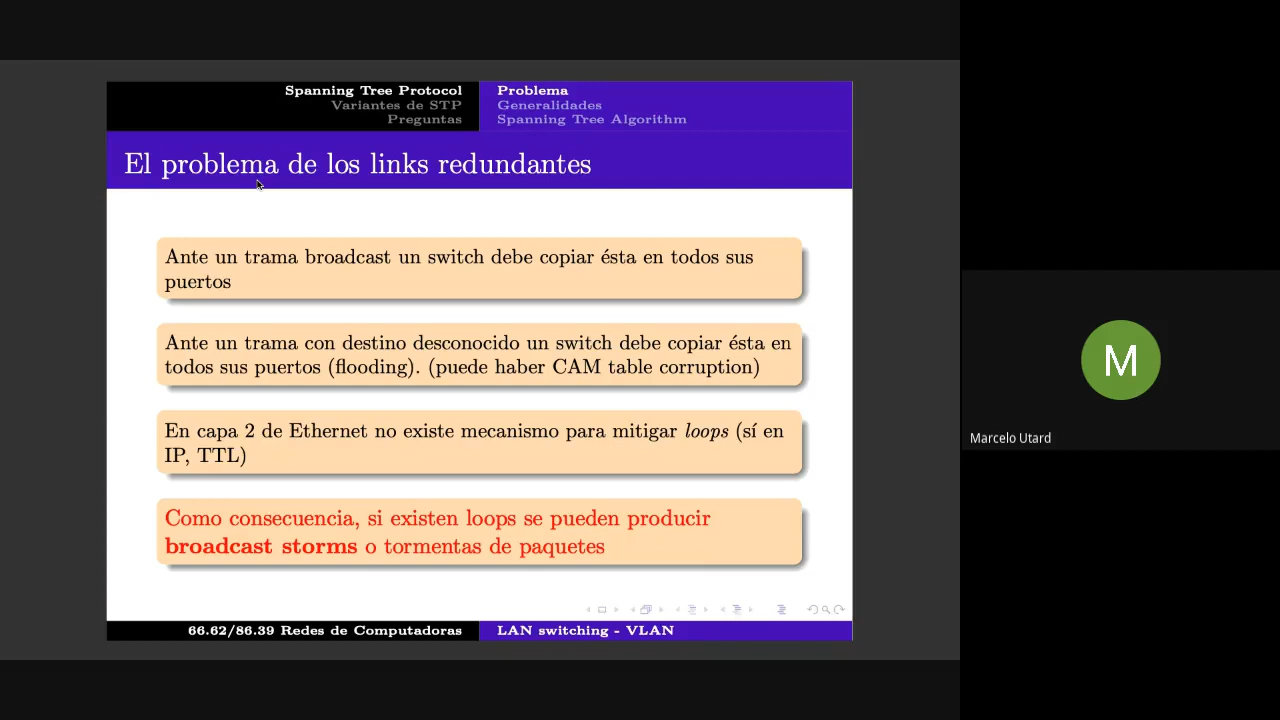 Spanning Tree Protocol
Variantes de STP
Preguntas
Problema
Generalidades
Spanning Tree Algorithm
El problema de los links redundantes
Ante un trama broadcast un switch debe copiar ésta en todos sus
puertos
Ante un trama con destino desconocido un switch debe copiar ésta en
todos sus puertos (flooding). (puede haber CAM table corruption)
En capa 2 de Ethernet no existe mecanismo para mitigar loops (sí en
IP, TTL)
Como consecuencia, si existen loops se pueden producir
broadcast storms o tormentas de paquetes
66.62/86.39 Redes de Computadoras
LAN switching - VLAN
M
Marcelo Utard